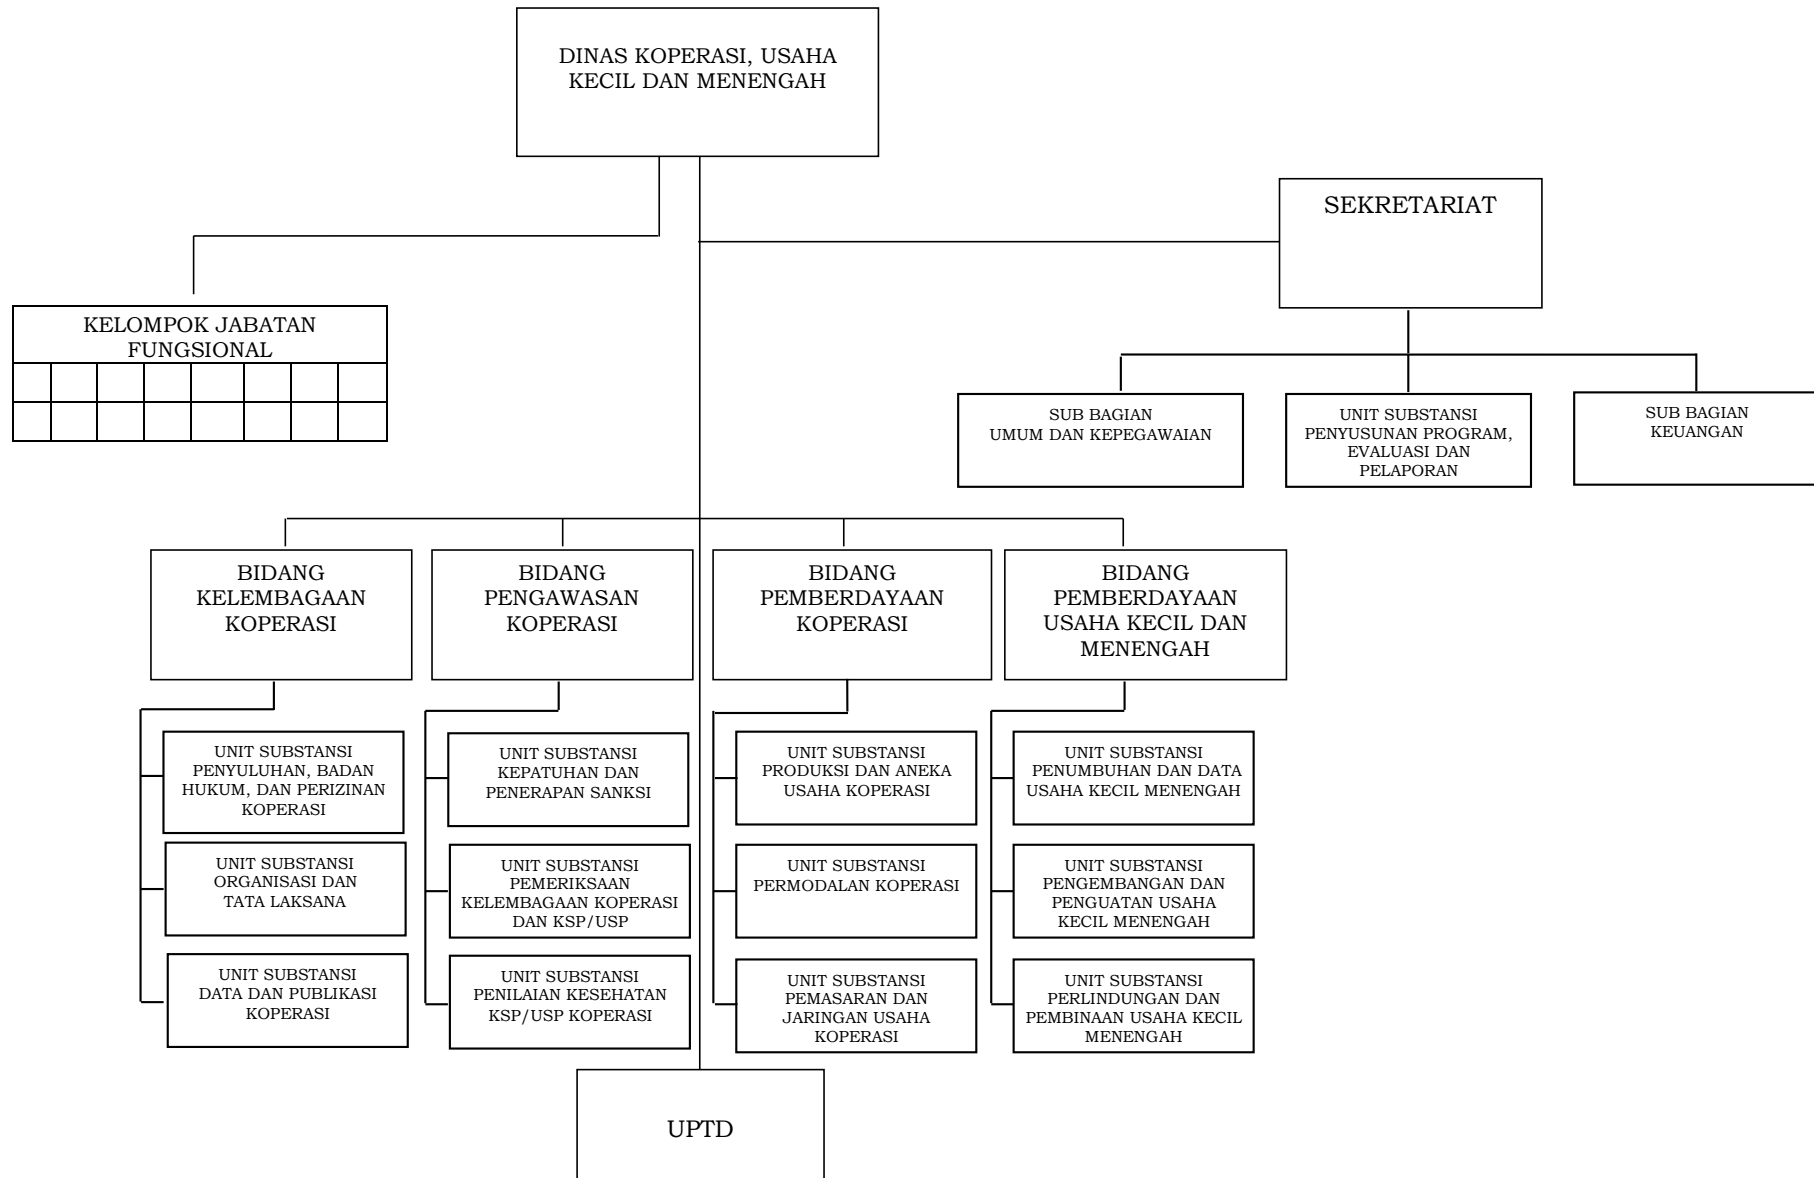 DINAS KOPERASI, USAHA
KECIL DAN MENENGAH
SEKRETARIAT
KELOMPOK JABATAN
FUNGSIONAL
SUB BAGIAN
UMUM DAN KEPEGAWAIAN
UNIT SUBSTANSI
PENYUSUNAN PROGRAM,
EVALUASI DAN
PELAPORAN
SUB BAGIAN
KEUANGAN
BIDANG
KELEMBAGAAN
KOPERASI
BIDANG
PENGAWASAN
KOPERASI
BIDANG
PEMBERDAYAAN
KOPERASI
BIDANG
PEMBERDAYAAN
USAHA KECIL DAN
MENENGAH
UNIT SUBSTANSI
PENYULUHAN, BADAN
HUKUM, DAN PERIZINAN
KOPERASI
UNIT SUBSTANSI
KEPATUHAN DAN
PENERAPAN SANKSI
UNIT SUBSTANSI
PRODUKSI DAN ANEKA
USAHA KOPERASI
UNIT SUBSTANSI
PENUMBUHAN DAN DATA
USAHA KECIL MENENGAH
UNIT SUBSTANSI
ORGANISASI DAN
TATA LAKSANA
UNIT SUBSTANSI
PEMERIKSAAN
KELEMBAGAAN KOPERASI
DAN KSP/USP
UNIT SUBSTANSI
PERMODALAN KOPERASI
UNIT SUBSTANSI
PENGEMBANGAN DAN
PENGUATAN USAHA
KECIL MENENGAH
UNIT SUBSTANSI
DATA DAN PUBLIKASI
KOPERASI
UNIT SUBSTANSI
PENILAIAN KESEHATAN
KSP/USP KOPERASI
UNIT SUBSTANSI
PEMASARAN DAN
JARINGAN USAHA
KOPERASI
UNIT SUBSTANSI
PERLINDUNGAN DAN
PEMBINAAN USAHA KECIL
MENENGAH
UPTD